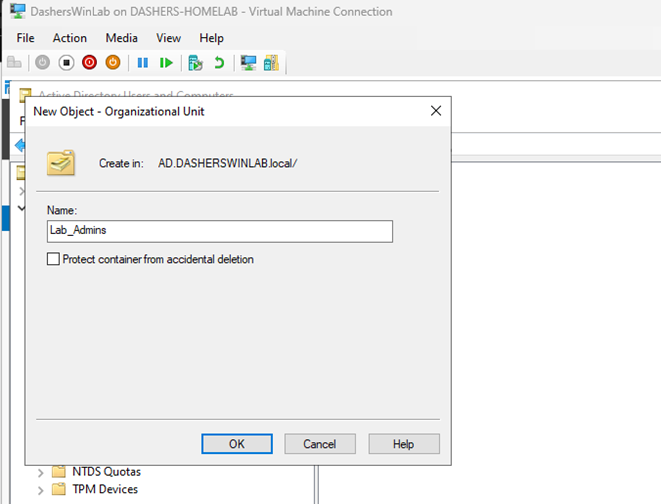 DashersWinLab on DASHERS-HOMELAB - Virtual Machine Connection
File Action Media View Help
Active Directory Users and Computers
New Object - Organizational Unit
Create in: AD.DASHERSWINLAB.local/
Name:
Lab_Admins
Protect container from accidental deletion
OK Cancel Help
NTDS Quotas
TPM Devices